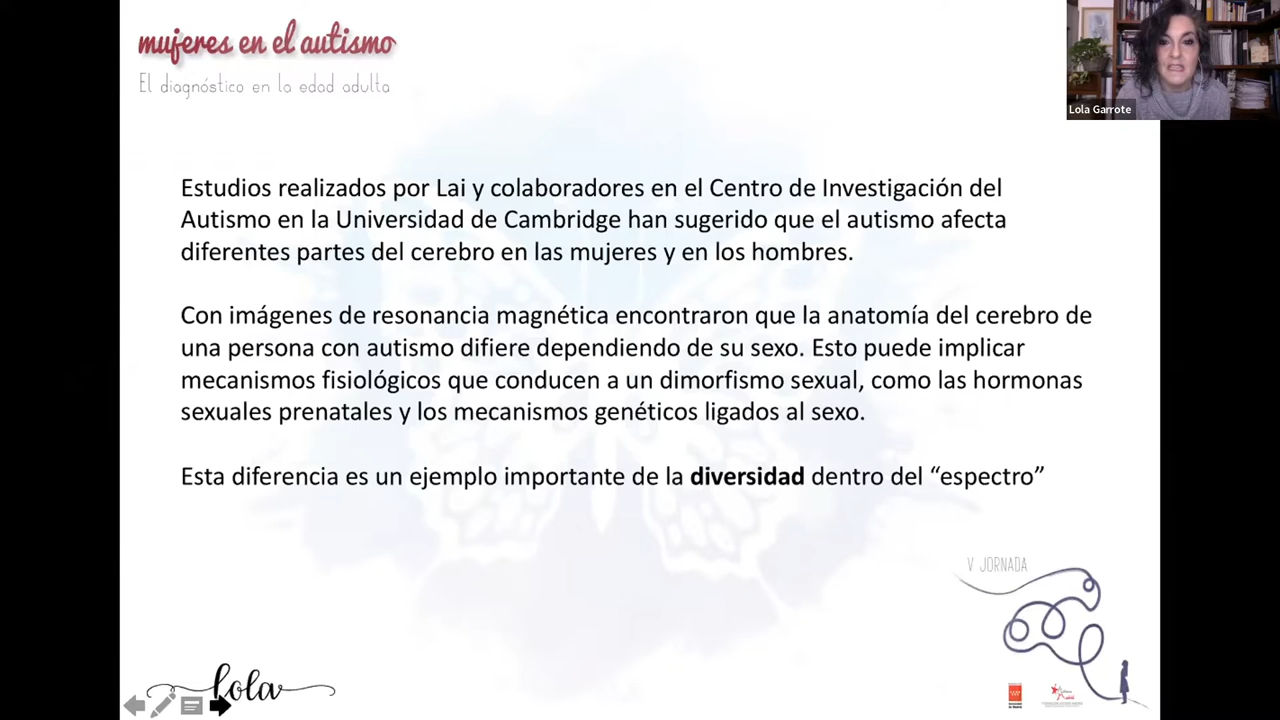 mujeres en el autismo
El diagnóstico en la edad adulta
Lola Garrote
Estudios realizados por Lai y colaboradores en el Centro de Investigación del
Autismo en la Universidad de Cambridge han sugerido que el autismo afecta
diferentes partes del cerebro en las mujeres y en los hombres.
Con imágenes de resonancia magnética encontraron que la anatomía del cerebro de
una persona con autismo difiere dependiendo de su sexo. Esto puede implicar
mecanismos fisiológicos que conducen a un dimorfismo sexual, como las hormonas
sexuales prenatales y los mecanismos genéticos ligados al sexo.
Esta diferencia es un ejemplo importante de la diversidad dentro del “espectro”
V JORNADA
Lola